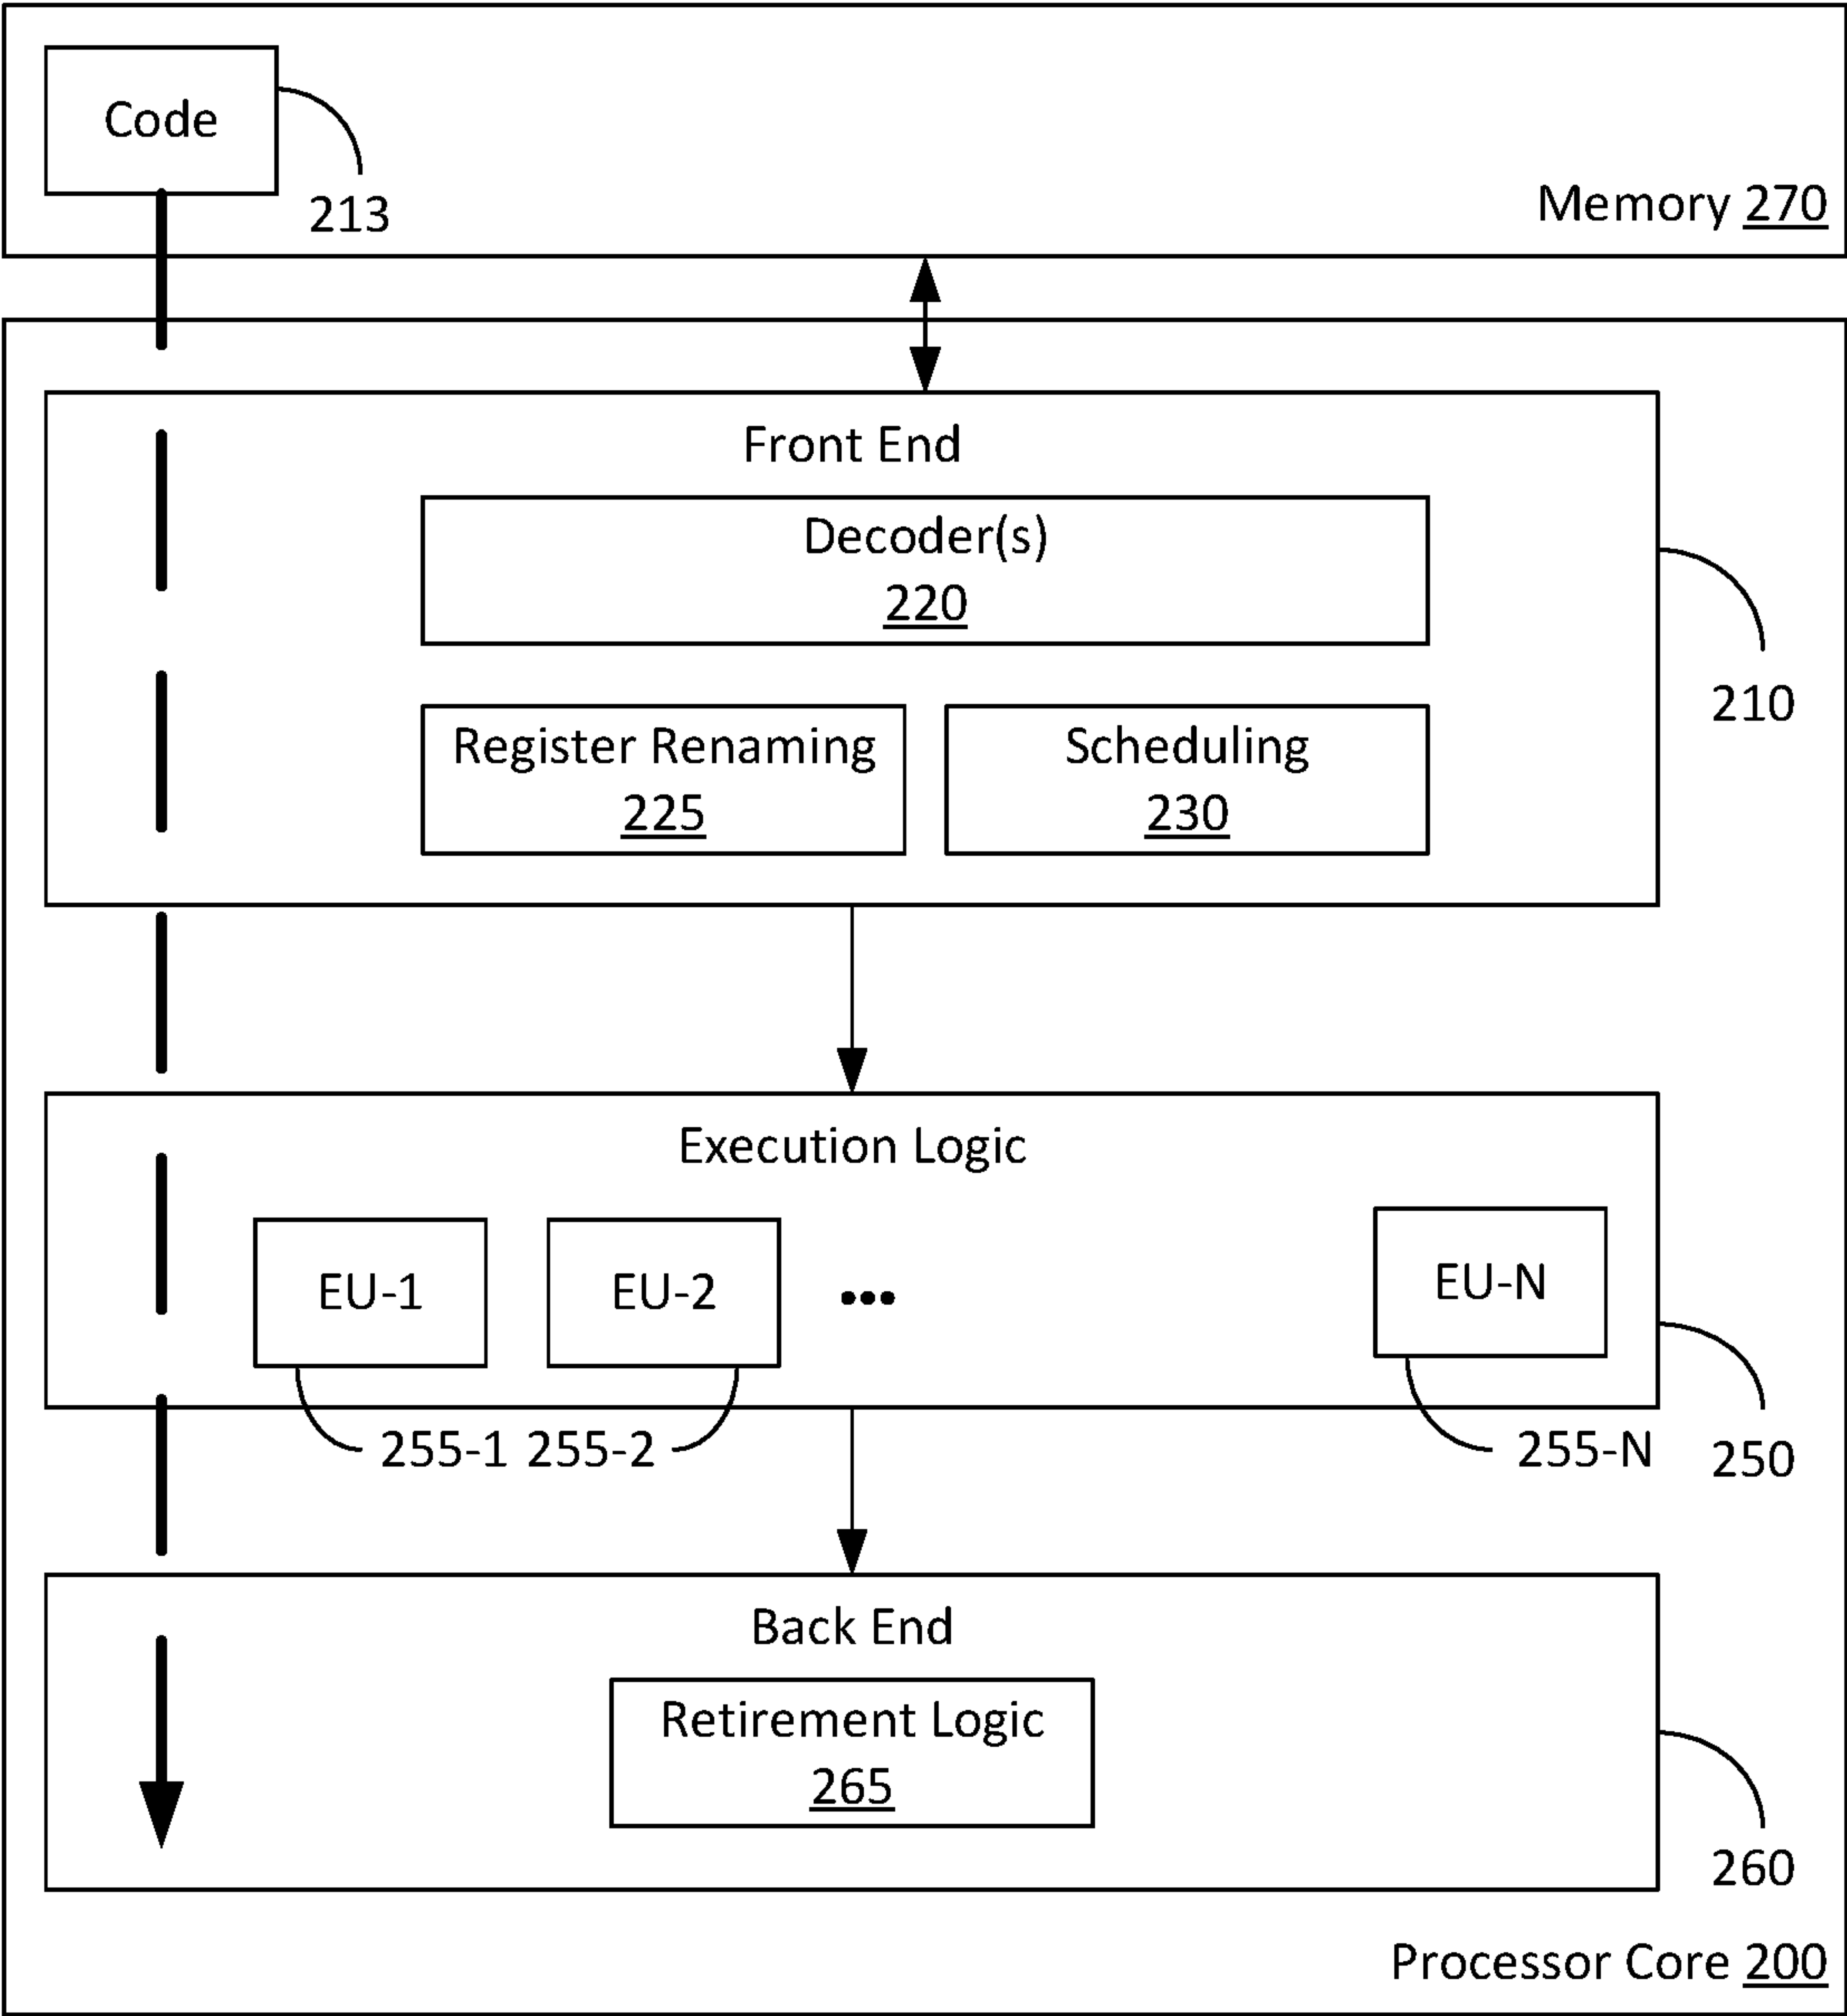 Code
213
Memory 270
Front End
Decoder(s)
220
210
Register Renaming
225
Scheduling
230
Execution Logic
EU-1
EU-2
...
EU-N
255-1 255-2
255-N
250
Back End
Retirement Logic
265
260
Processor Core 200